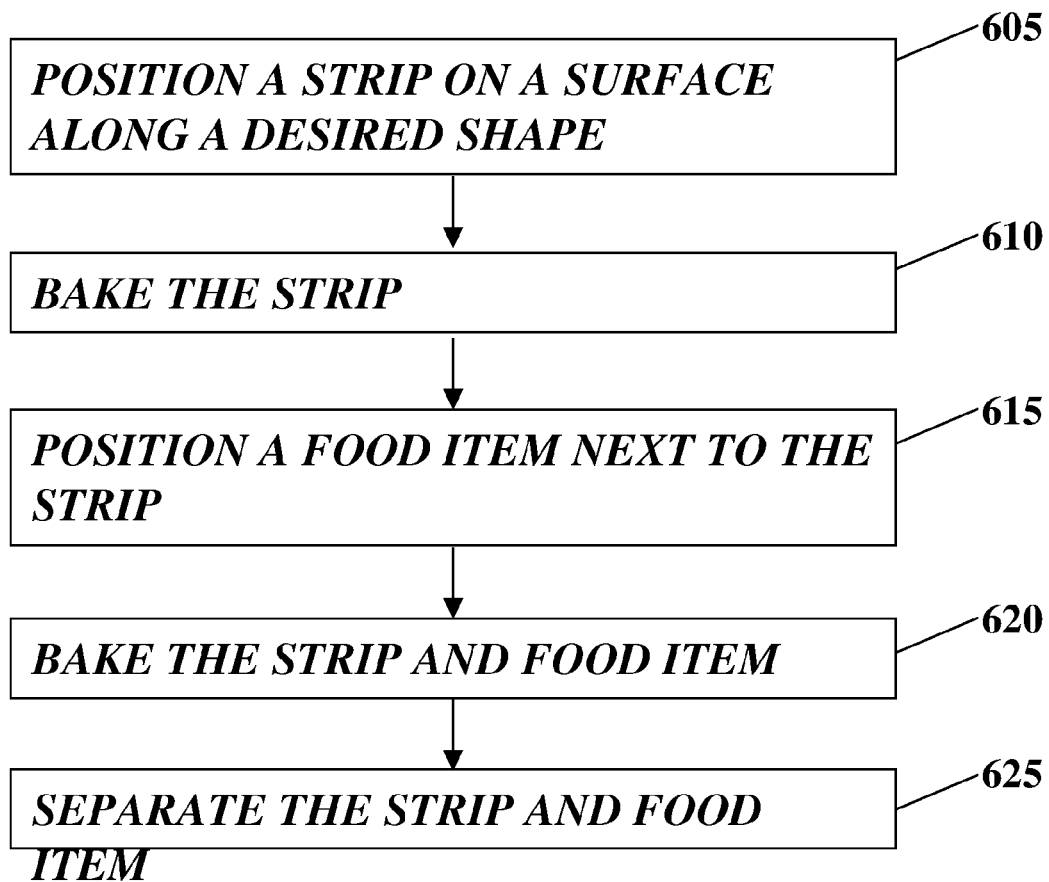 605
POSITION A STRIP ON A SURFACE
ALONG A DESIRED SHAPE
610
BAKE THE STRIP
615
POSITION A FOOD ITEM NEXT TO THE
STRIP
620
BAKE THE STRIP AND FOOD ITEM
625
SEPARATE THE STRIP AND FOOD
ITEM